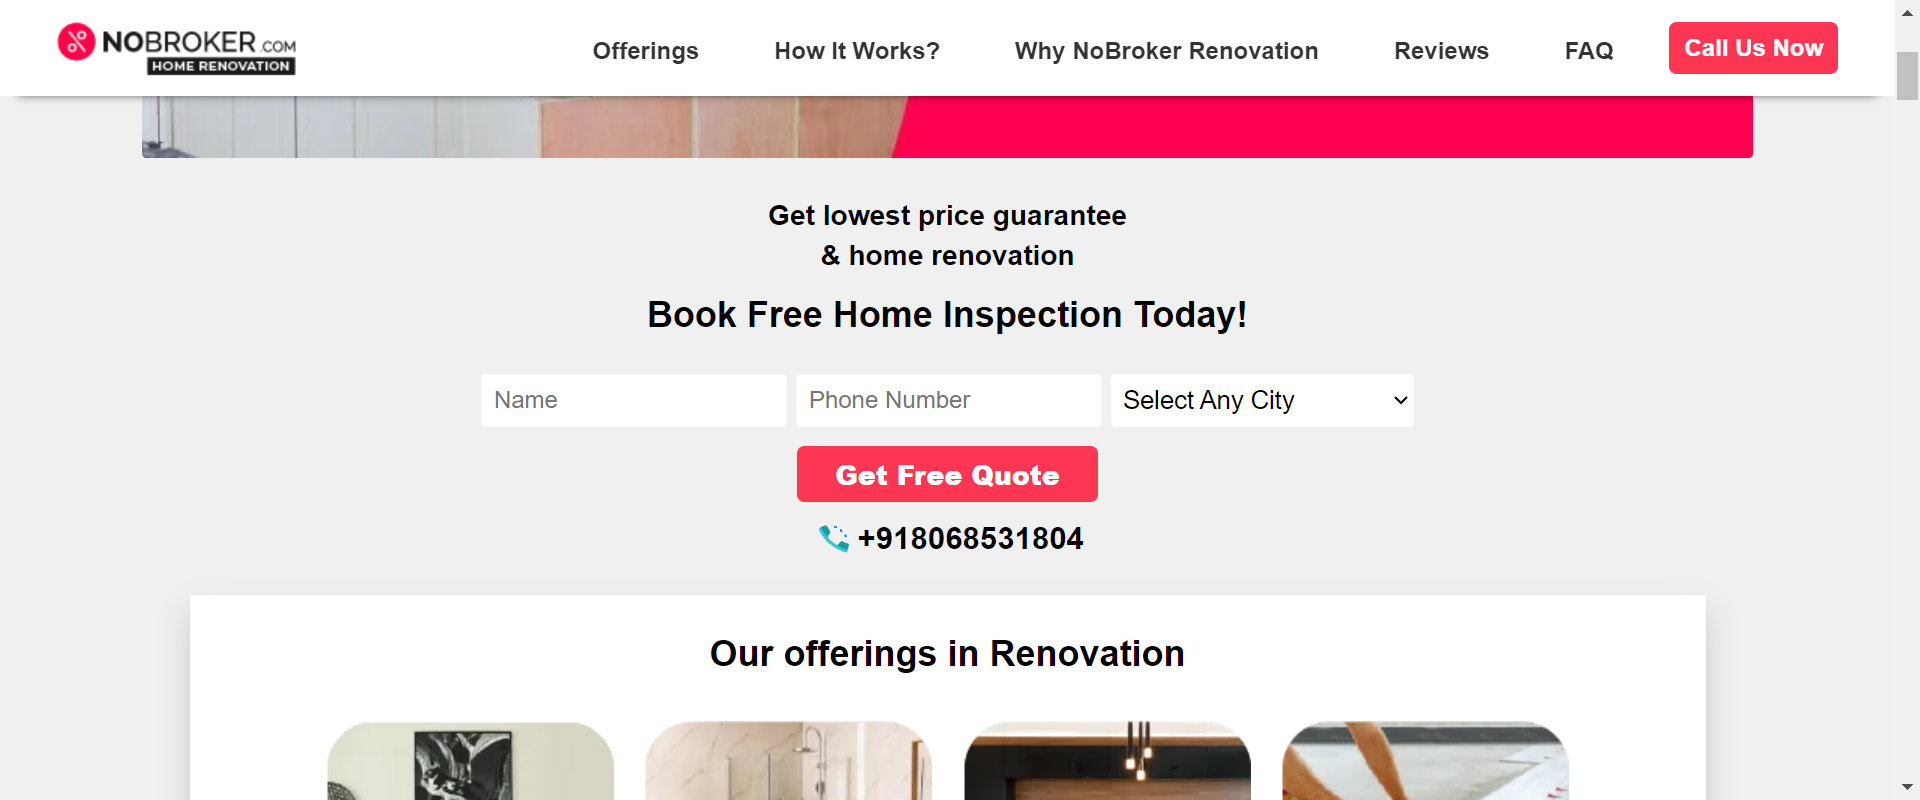 NOBROKER.COM
HOME RENOVATION
Offerings
How It Works?
Why NoBroker Renovation
Reviews
FAQ
Call Us Now
Get lowest price guarantee
& home renovation
Book Free Home Inspection Today!
Name
Phone Number
Select Any City
Get Free Quote
+918068531804
Our offerings in Renovation